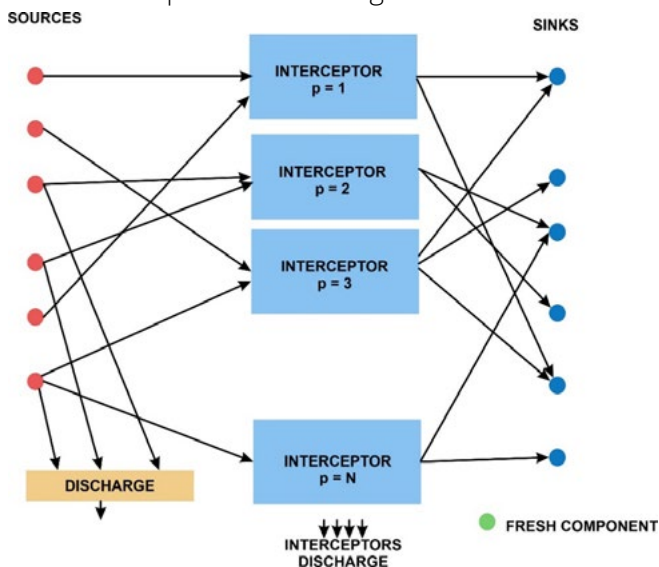 SOURCES
SINKS
INTERCEPTOR
p = 1
INTERCEPTOR
p = 2
INTERCEPTOR
p = 3
INTERCEPTOR
p = N
DISCHARGE
INTERCEPTORS
DISCHARGE
FRESH COMPONENT